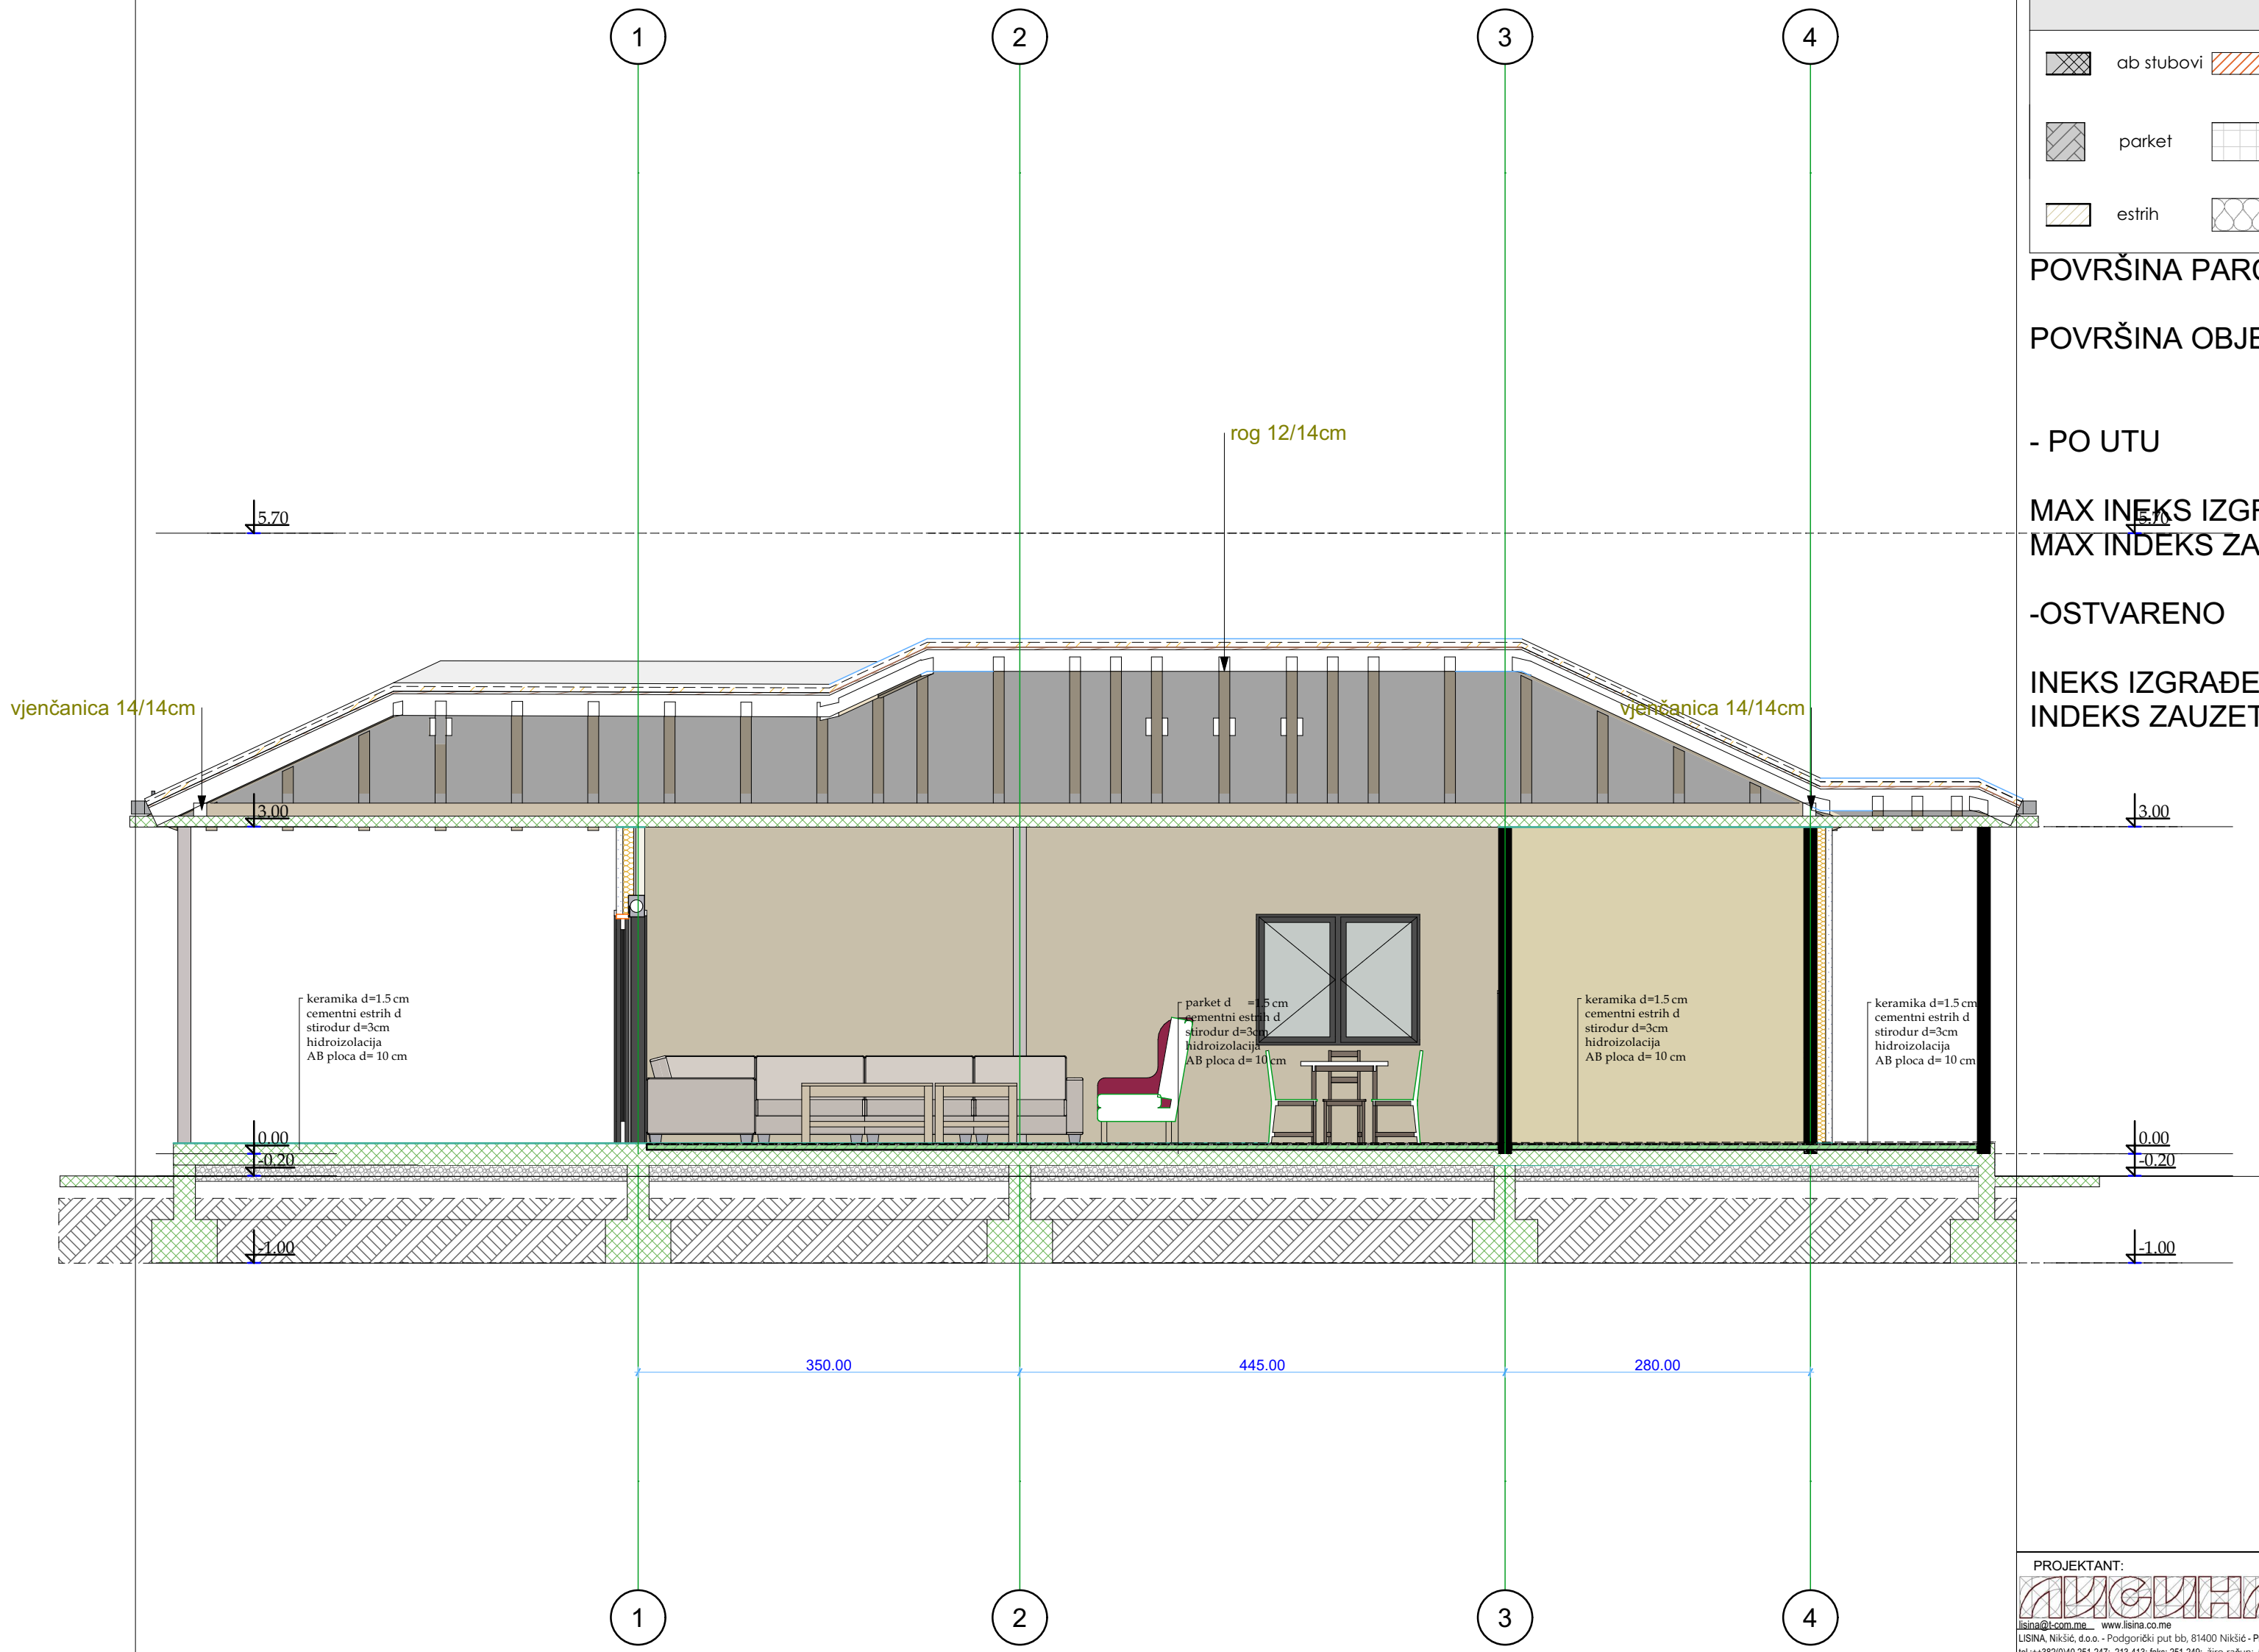 1
2
3
4
ab stubovi
parket
estrih
POVRŠINA
POVRŠINA
- PO UTU
MAX INEKS
MAX INDEKS
-OSTVARENO
INEKS
INDEKS
rog 12/14cm
5.70
5.70
vjenčanica 14/14cm
vjenčanica 14/14cm
3.00
3.00
keramika d=1.5 cm
cementni estrih d
stirodur d=3cm
hidroizolacija
AB ploca d= 10 cm
parket d =1.5 cm
cementni estrih d
stirodur d=3cm
hidroizolacija
AB ploca d= 10 cm
keramika d=1.5 cm
cementni estrih d
stirodur d=3cm
hidroizolacija
AB ploca d= 10 cm
keramika d=1.5 cm
cementni estrih d
stirodur d=3cm
hidroizolacija
AB ploca d= 10 cm
0.00
-0.20
0.00
-0.20
-1.00
-1.00
350.00
445.00
280.00
1
2
3
4
PROJEKTANT:
lisina@t-com.me www.lisina.co.me
LISINA, Nikšić, d.o.o. - Podgorički put bb, 81400 Nikšić -